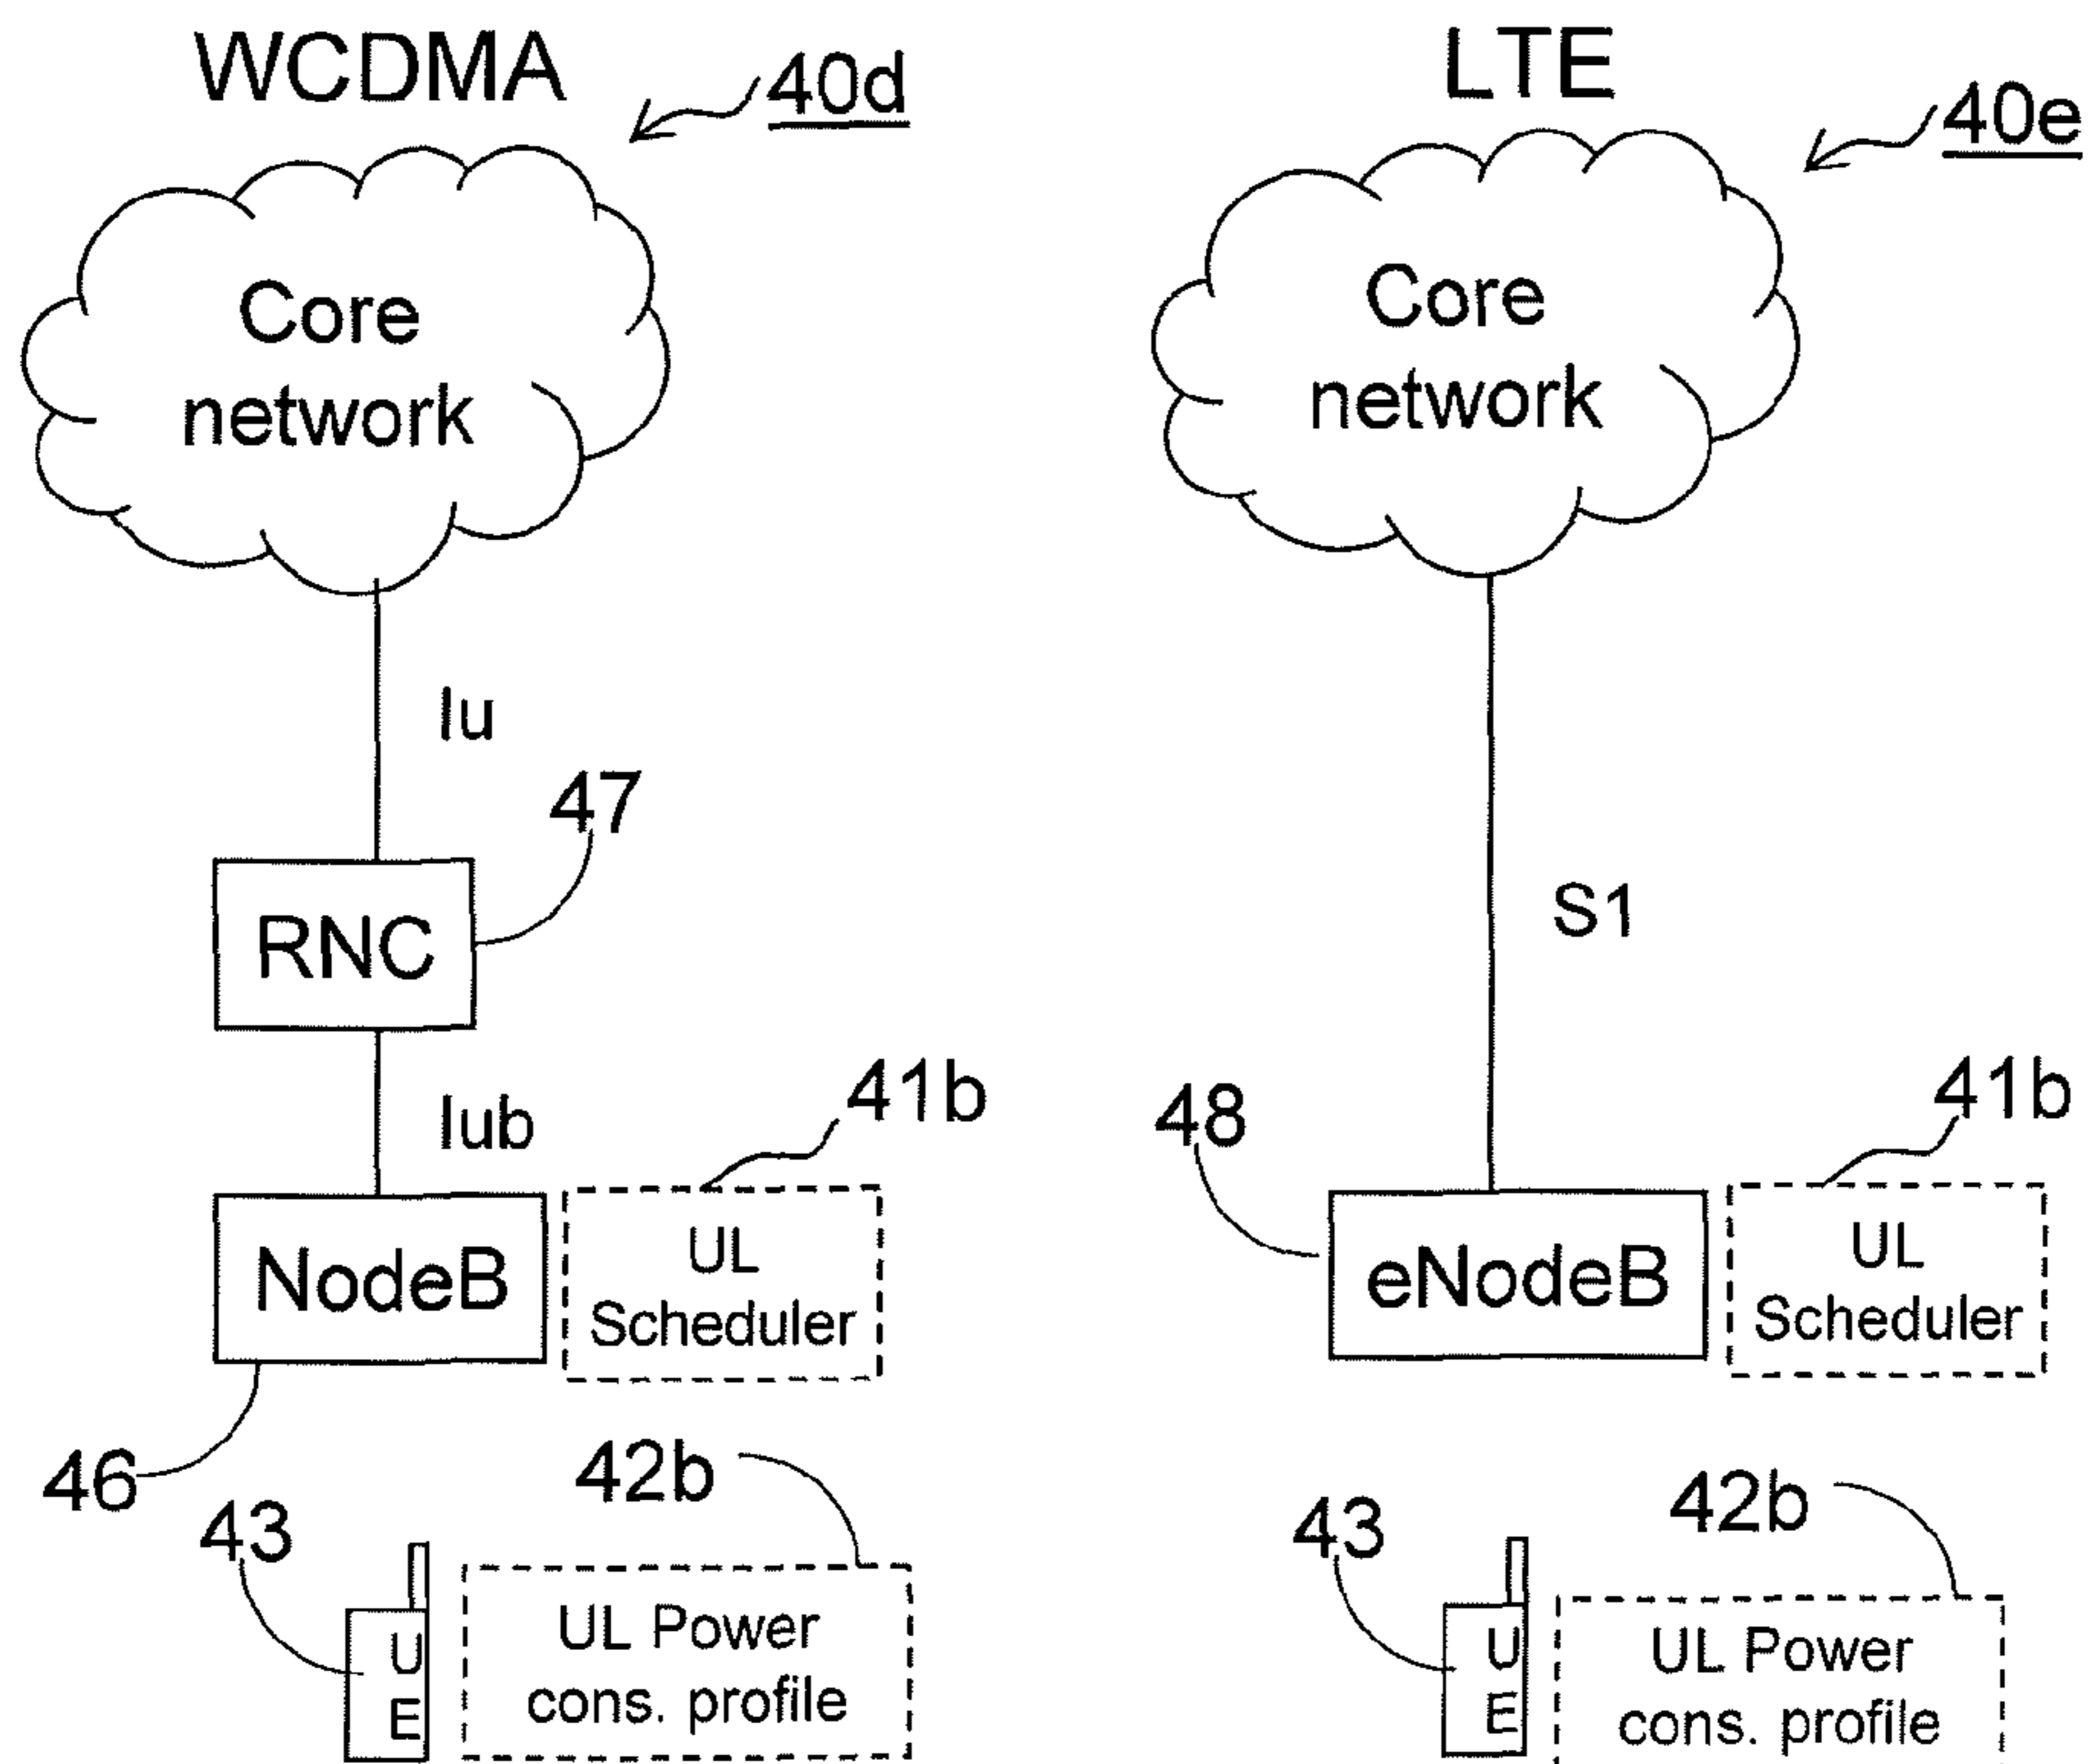 WCDMA
40d
Core
network
Iu
47
RNC
Iub
41b
NodeB
UL
Scheduler
46
42b
43
U
E
UL Power
cons. profile
LTE
40e
Core
network
S1
48
41b
eNodeB
UL
Scheduler
42b
43
U
E
UL Power
cons. profile